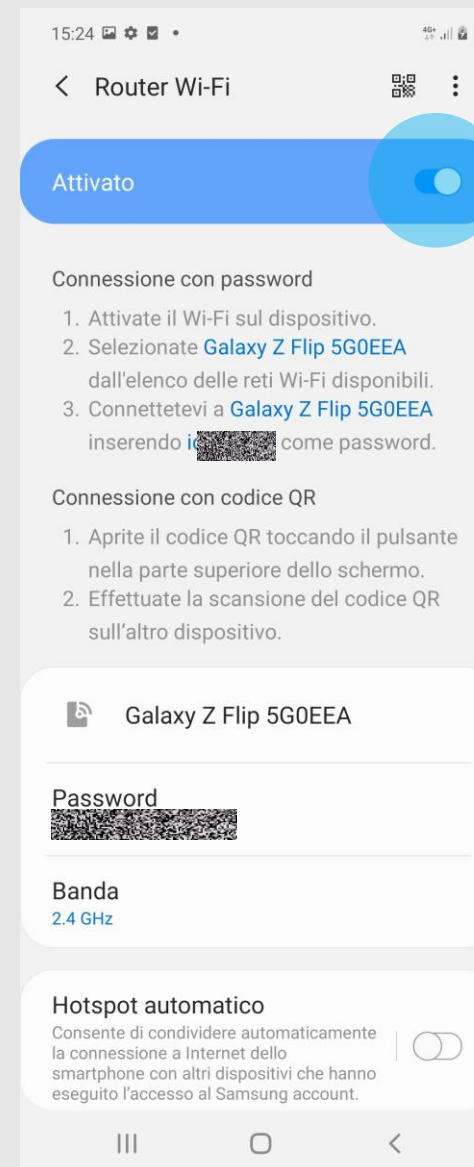 15:24
4G+
Router Wi-Fi
Attivato
Connessione con password
1. Attivate il Wi-Fi sul dispositivo.
2. Selezionate Galaxy Z Flip 5G0EEA
dall'elenco delle reti Wi-Fi disponibili.
3. Connettetevi a Galaxy Z Flip 5G0EEA
inserendo come password.
Connessione con codice QR
1. Aprite il codice QR toccando il pulsante
nella parte superiore dello schermo.
2. Effettuate la scansione del codice QR
sull'altro dispositivo.
Galaxy Z Flip 5G0EEA
Password
Banda
2.4 GHz
Hotspot automatico
Consente di condividere automaticamente
la connessione a Internet dello
smartphone con altri dispositivi che hanno
eseguito l'accesso al Samsung account.